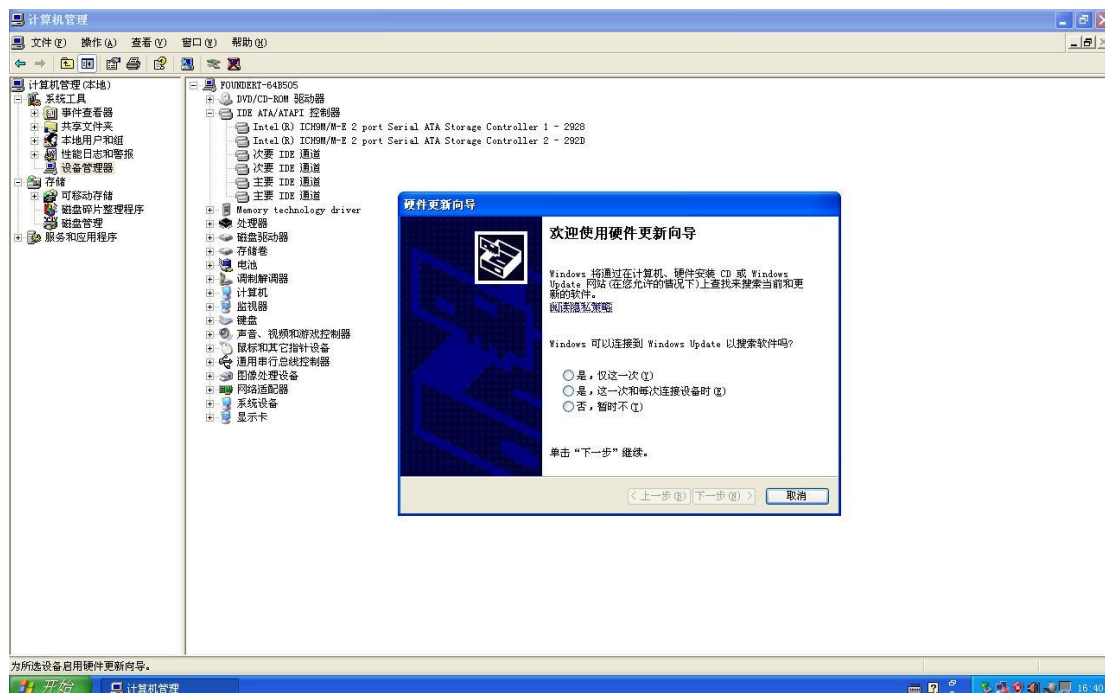 计算机管理
文件(F) 操作(A) 查看(V) 窗口(W) 帮助(H)
计算机管理(本地)
系统工具
事件查看器
共享文件夹
本地用户和组
性能日志和警报
设备管理器
存储
可移动存储
磁盘碎片整理程序
磁盘管理
服务和应用程序
FOUNDERT-64B505
DVD/CD-ROM 驱动器
IDE ATA/ATAPI 控制器
Intel(R) ICH9M/M-E 2 port Serial ATA Storage Controller 1 - 2928
Intel(R) ICH9M/M-E 2 port Serial ATA Storage Controller 2 - 292D
次要 IDE 通道
次要 IDE 通道
主要 IDE 通道
主要 IDE 通道
Memory technology driver
处理器
磁盘驱动器
存储卷
电池
调制解调器
计算机
监视器
键盘
声音、视频和游戏控制器
鼠标和其它指针设备
通用串行总线控制器
图像处理设备
网络适配器
系统设备
显示卡
硬件更新向导
欢迎使用硬件更新向导
Windows 将通过在计算机、硬件安装 CD 或 Windows
Update 网站(在您允许的情况下)上查找来搜索当前和更
新的软件。
阅读隐私策略
Windows 可以连接到 Windows Update 以搜索软件吗?
是，仅这一次(Y)
是，这一次和每次连接设备时(E)
否，暂时不(T)
单击“下一步”继续。
< 上一步(B) 下一步(N) > 取消
为所选设备启用硬件更新向导。
开始 计算机管理 16:40